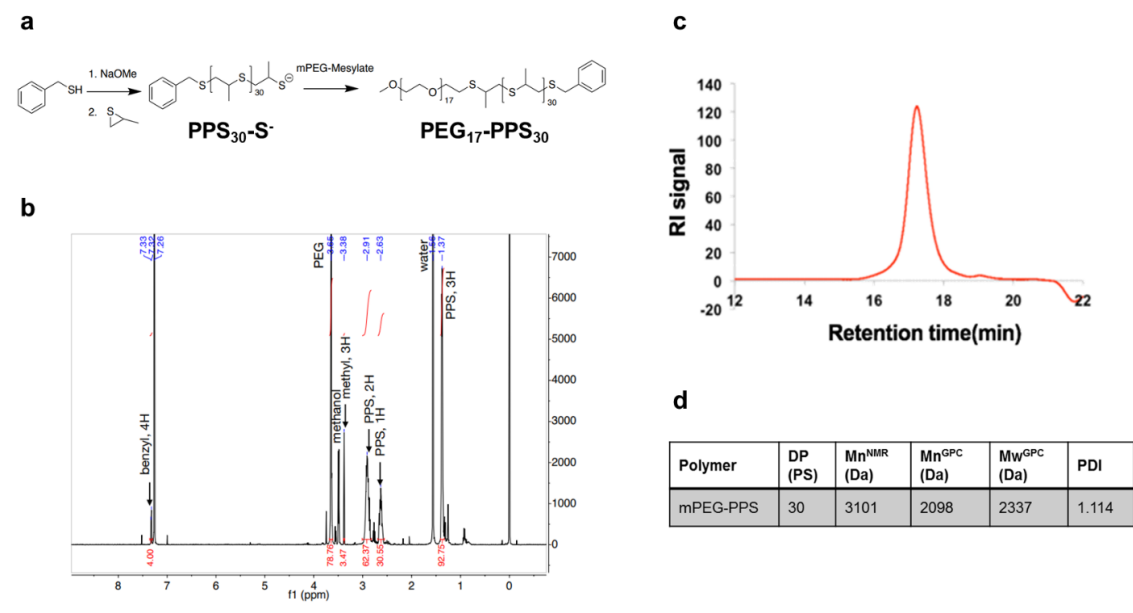 a
1. NaOMe
2.
SH
S
S
S
30
S⊖
mPEG-Mesylate
O
O
17
S
S
30
S
PPS30-S-
PEG17-PPS30
b
7.33
7.32
7.26
3.65
3.38
2.91
2.63
1.56
1.37
benzyl, 4H
PEG
methanol
methyl, 3H
PPS, 2H
PPS, 1H
water
PPS, 3H
7000
6000
5000
4000
3000
2000
1000
0
4.00
78.76
3.47
62.37
30.55
92.75
8 7 6 5 4 3 2 1 0
f1 (ppm)
c
140
120
100
80
60
40
20
0
-20
12 14 16 18 20 22
RI signal
Retention time(min)
d
Polymer DP (PS) MnNMR (Da) MnGPC (Da) MwGPC (Da) PDI
mPEG-PPS 30 3101 2098 2337 1.114